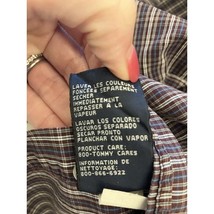 LAVAR LES COULEURS
FONCEES SEPAREMENT
SECHER
IMMEDIATEMENT
REPASSER A LA
VAPEUR
LAVAR LOS COLORES
OSCUROS SEPARADO
SECAR PRONTO
PLANCHAR CON VAPOR
PRODUCT CARE:
800-TOMMY CARES
INFORMATION DE
NETTOYAGE:
800-866-6922